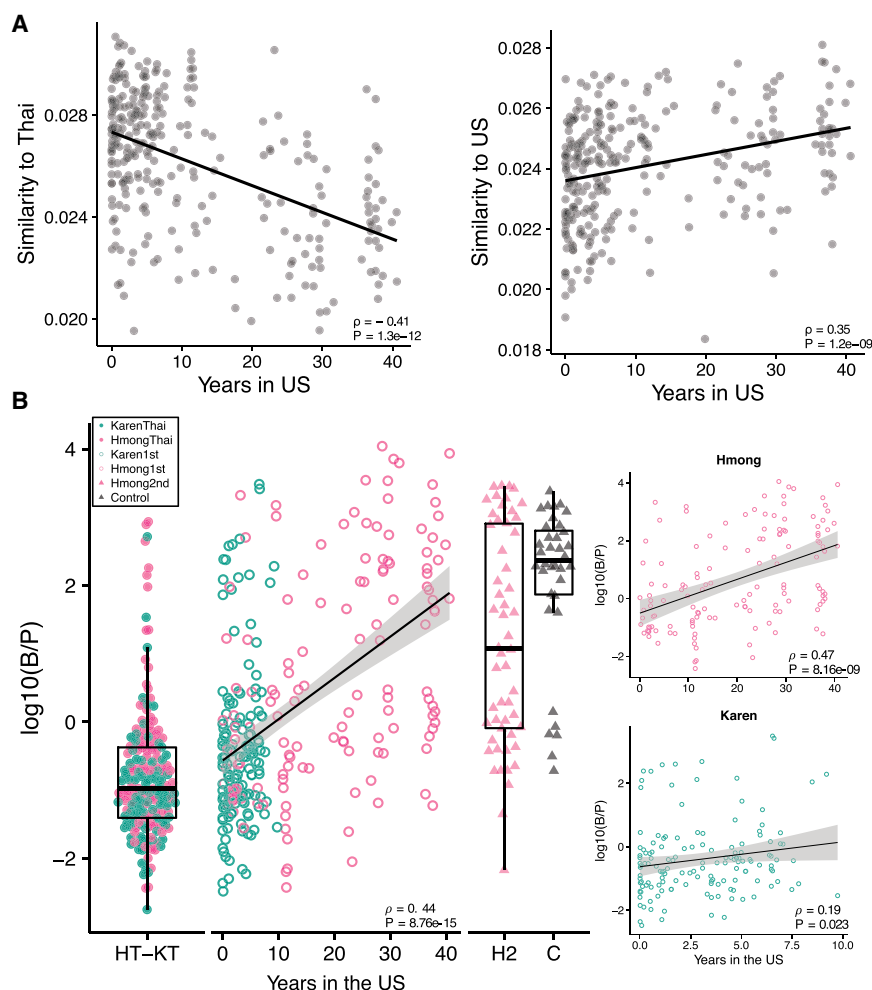 A
Similarity to Thai
0.028
0.024
0.020
0 10 20 30 40
Years in US
ρ = − 0.41
P = 1.3e−12
Similarity to US
0.028
0.026
0.024
0.022
0.020
0.018
0 10 20 30 40
Years in US
ρ = 0.35
P = 1.2e−09
B
KarenThai
HmongThai
Karen1st
Hmong1st
Hmong2nd
Control
log10(B/P)
4
2
0
−2
HT−KT
0 10 20 30 40
Years in the US
ρ = 0. 44
P = 8.76e−15
H2 C
Hmong
log10(B/P)
4
2
0
−2
0 10 20 30 40
ρ = 0.47
P = 8.16e−09
Karen
log10(B/P)
4
2
−0
−2
0.0 2.5 5.0 7.5 10.0
Years in the US
ρ = 0.19
P = 0.023